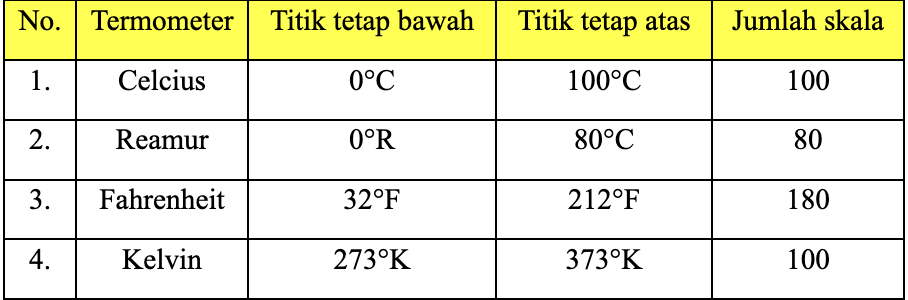 No. Termometer Titik tetap bawah Titik tetap atas Jumlah skala
1. Celcius 0°C 100°C 100
2. Reamur 0°R 80°C 80
3. Fahrenheit 32°F 212°F 180
4. Kelvin 273°K 373°K 100